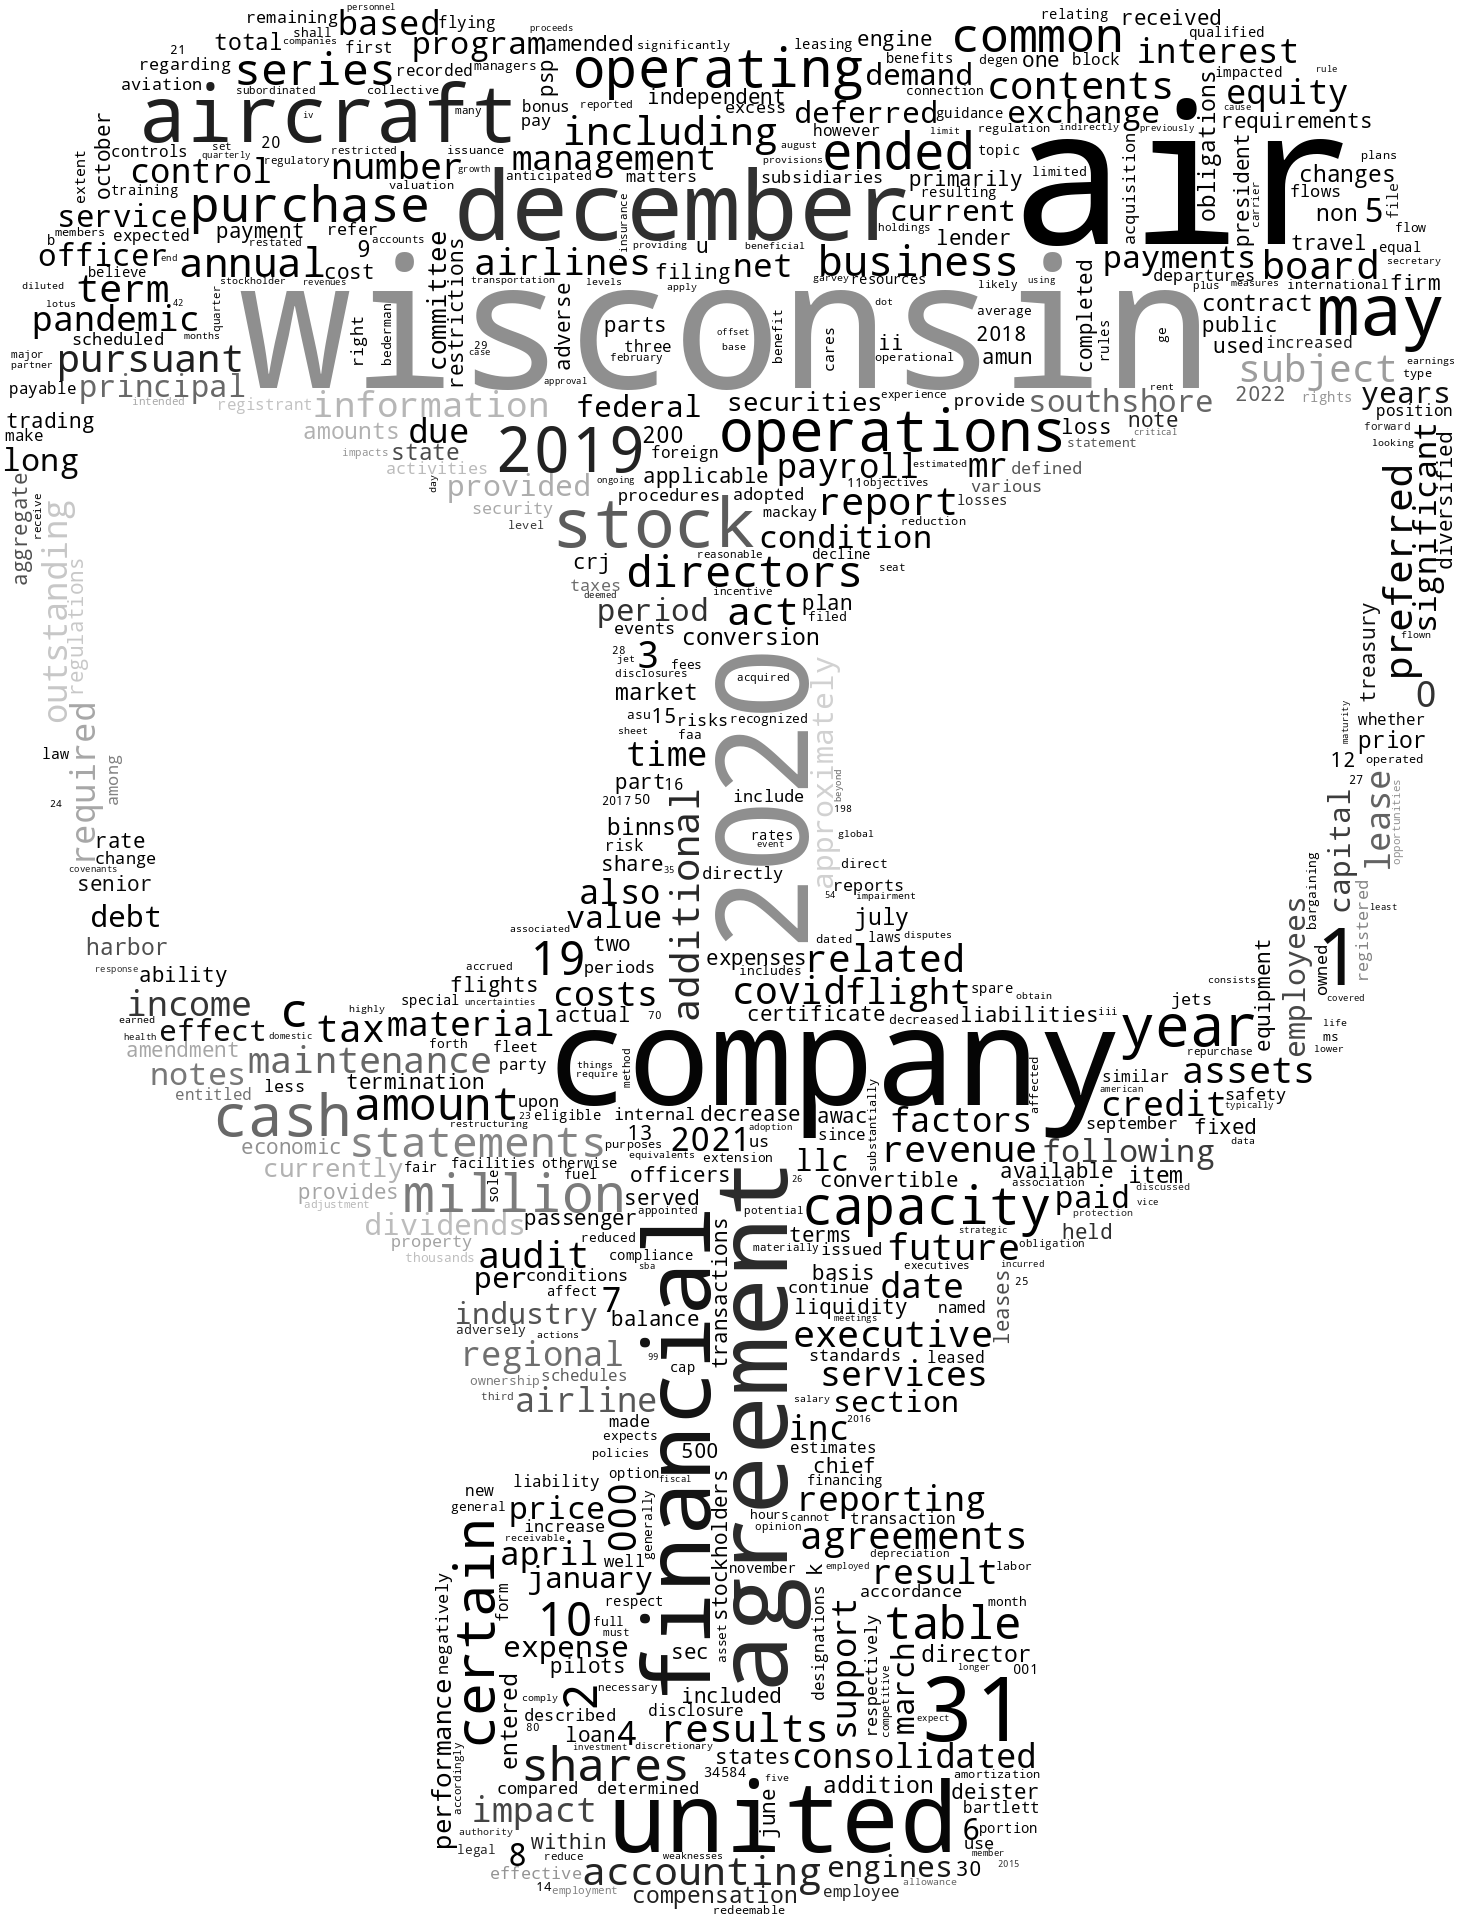 remaining personnel based flying proceeds relating received
21 shall total companies first program amended significantly leasing engine common qualified
regarding series recorded managers psp operating benefits degen one block interest
aviation subordinated collective demand connection contents impacted rule
aircraft iv many bonus reported independent excess deferred guidance exchange obligations equity
october 20 pay including however limit regulation indirectly cause previously requirements
controls set quarterly restricted issuance management august ended topic acquisition air president plans
extent control regulatory number growth anticipated matters provisions subsidiaries primarily limited changes
training valuation december resulting flows carrier file
service purchase insurance current non 5
b members expected payment refer holdings flow
officer end restated 9 accounts committee restrictions airlines providing u beneficial lender payments travel equal
believe annual cost transportation levels filing net business departures board secretary
diluted term stockholder revenues adverse apply garvey resources likely using completed plus measures international firm
lotus 42 quarter wisconsin dot average contract may
pandemic months right bederman parts offset benefit cares ii 2018 rules ge public
scheduled 29 three base operational amun used increased
major partner pursuant case february subject earnings
payable principal approval experience rent type
intended registrant information federal securities provide southshore 2022 rights years
trading amounts due 2019 200 operations loss note critical position
make impacts state foreign statement forward
long activities ongoing applicable payroll estimated mr defined looking
aggregate receive day provided procedures adopted 11 objectives various preferred significant diversified
security stock mackay report losses
outstanding level condition reduction
regulations crj reasonable decline
taxes directors seat
deemed incentive
period act plan filed treasury
events conversion flown
28 3 2020 approximately
jet fees
disclosures acquired 0
market
asu 15 risks recognized maturity whether
law sheet faa prior
required among time 12 operated
part 16 beyond 27
24 2017 50 additional include 198 capital lease opportunities
binns rates global
rate risk event
change share 35 directly direct bargaining
covenants reports
senior also 54 impairment employees registered
debt value july least
associated dated laws disputes 1
harbor 19 two expenses related owned
response ability accrued periods includes equipment
flights covid flight spare consists covered
income c special uncertainties costs obtain jets
earned highly certificate decreased liabilities iii
effect tax material actual 70 year life
health domestic forth fleet company ms
amendment maintenance method repurchase lower
notes party things require affected similar assets
less termination american
entitled cash amount upon substantially credit safety
23 eligible internal decrease awac factors typically
restructuring adoption september fixed
economic statements purposes 13 2021 us since revenue following data
currently fair facilities otherwise equivalents extension llc available item
sole fuel officers 26 association discussed
provides million served convertible capacity paid vice
adjustment appointed potential protection
dividends passenger strategic held
property reduced financial agreement terms future obligation
thousands audit compliance transactions materially issued
sba basis executives incurred
per conditions continue date leases 25
affect 7
industry balance liquidity named
adversely actions meetings
regional 99 executive
cap standards leased
ownership schedules services
third airline salary section
made inc 2016
expects estimates
policies 500 chief
liability option fiscal financing
new
general price 000 generally stockholders hours cannot reporting
increase opinion transaction
certain receivable agreements
april well depreciation
november k employed result labor
january
performance negatively form respect designations accordance
10 full support respectively table month
must
expense sec asset competitive march director
pilots longer 001
entered 2 necessary included 31
comply disclosure
described expect
80 loan 4 results
accordingly investment discretionary states consolidated
shares 34584 amortization
compared determined five addition deister
june bartlett
impact united 6 portion
authority within use
legal 8 reduce weaknesses member
effective accounting engines 30 2015
14 employment compensation employee allowance
redeemable